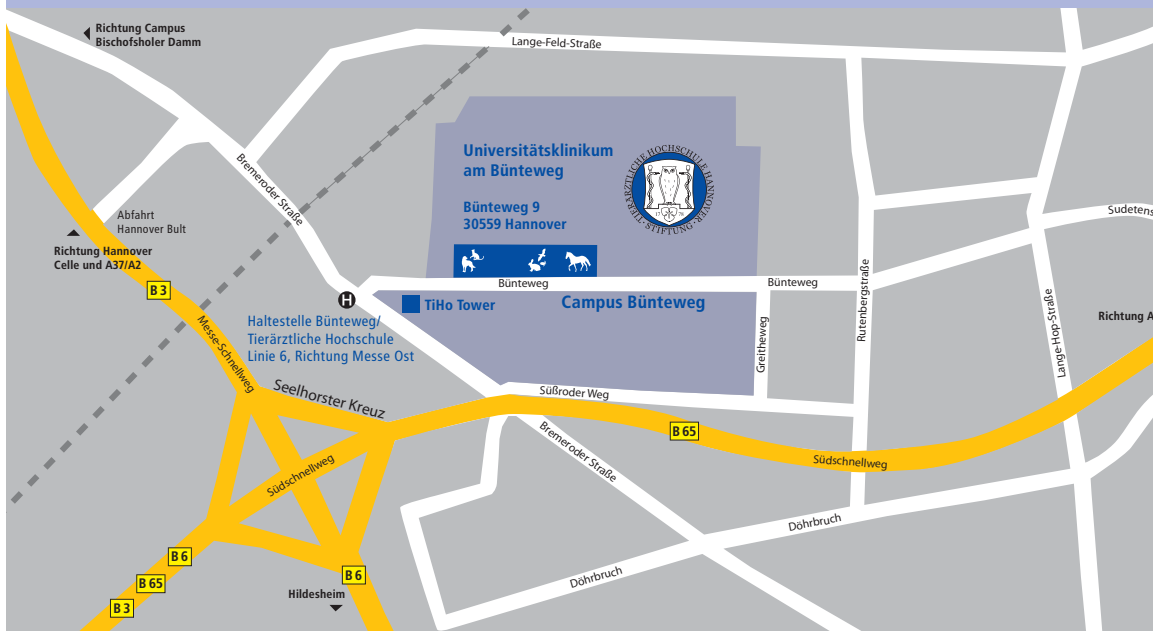 Richtung Campus
Bischofsholer Damm
Lange-Feld-Straße
Bremeroder Straße
Universitätsklinikum
am Bünteweg
Bünteweg 9
30559 Hannover
TIERÄRZTLICHE HOCHSCHULE HANNOVER
STIFTUNG
17 78
Abfahrt
Hannover Bult
Richtung Hannover
Celle und A37/A2
Sudetens
B 3
Bünteweg
Bünteweg
H
TiHo Tower
Campus Bünteweg
Haltestelle Bünteweg/
Tierärztliche Hochschule
Linie 6, Richtung Messe Ost
Messe-Schnellweg
Greitheweg
Rutenbergstraße
Lange-Hop-Straße
Richtung A
Seelhorster Kreuz
Süßroder Weg
Bremeroder Straße
B 65
Südschnellweg
Südschnellweg
Döhrbruch
Döhrbruch
B 6
B 65
B 3
B 6
Hildesheim